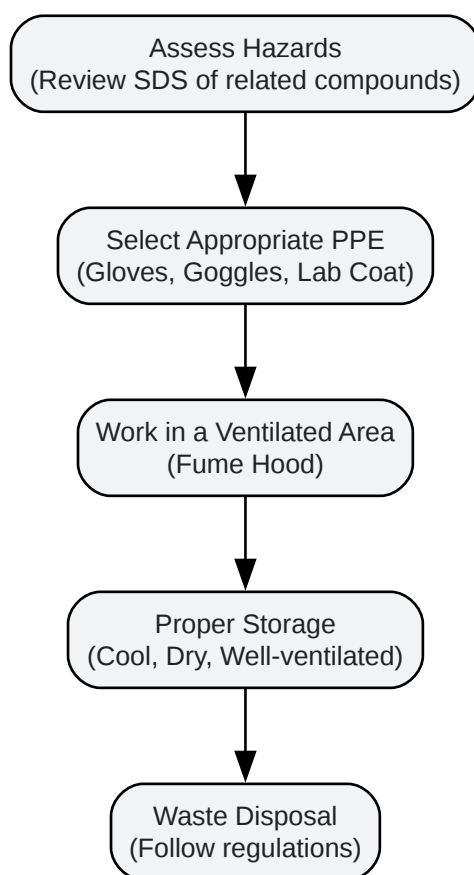 Assess Hazards
(Review SDS of related compounds)
Select Appropriate PPE
(Gloves, Goggles, Lab Coat)
Work in a Ventilated Area
(Fume Hood)
Proper Storage
(Cool, Dry, Well-ventilated)
Waste Disposal
(Follow regulations)